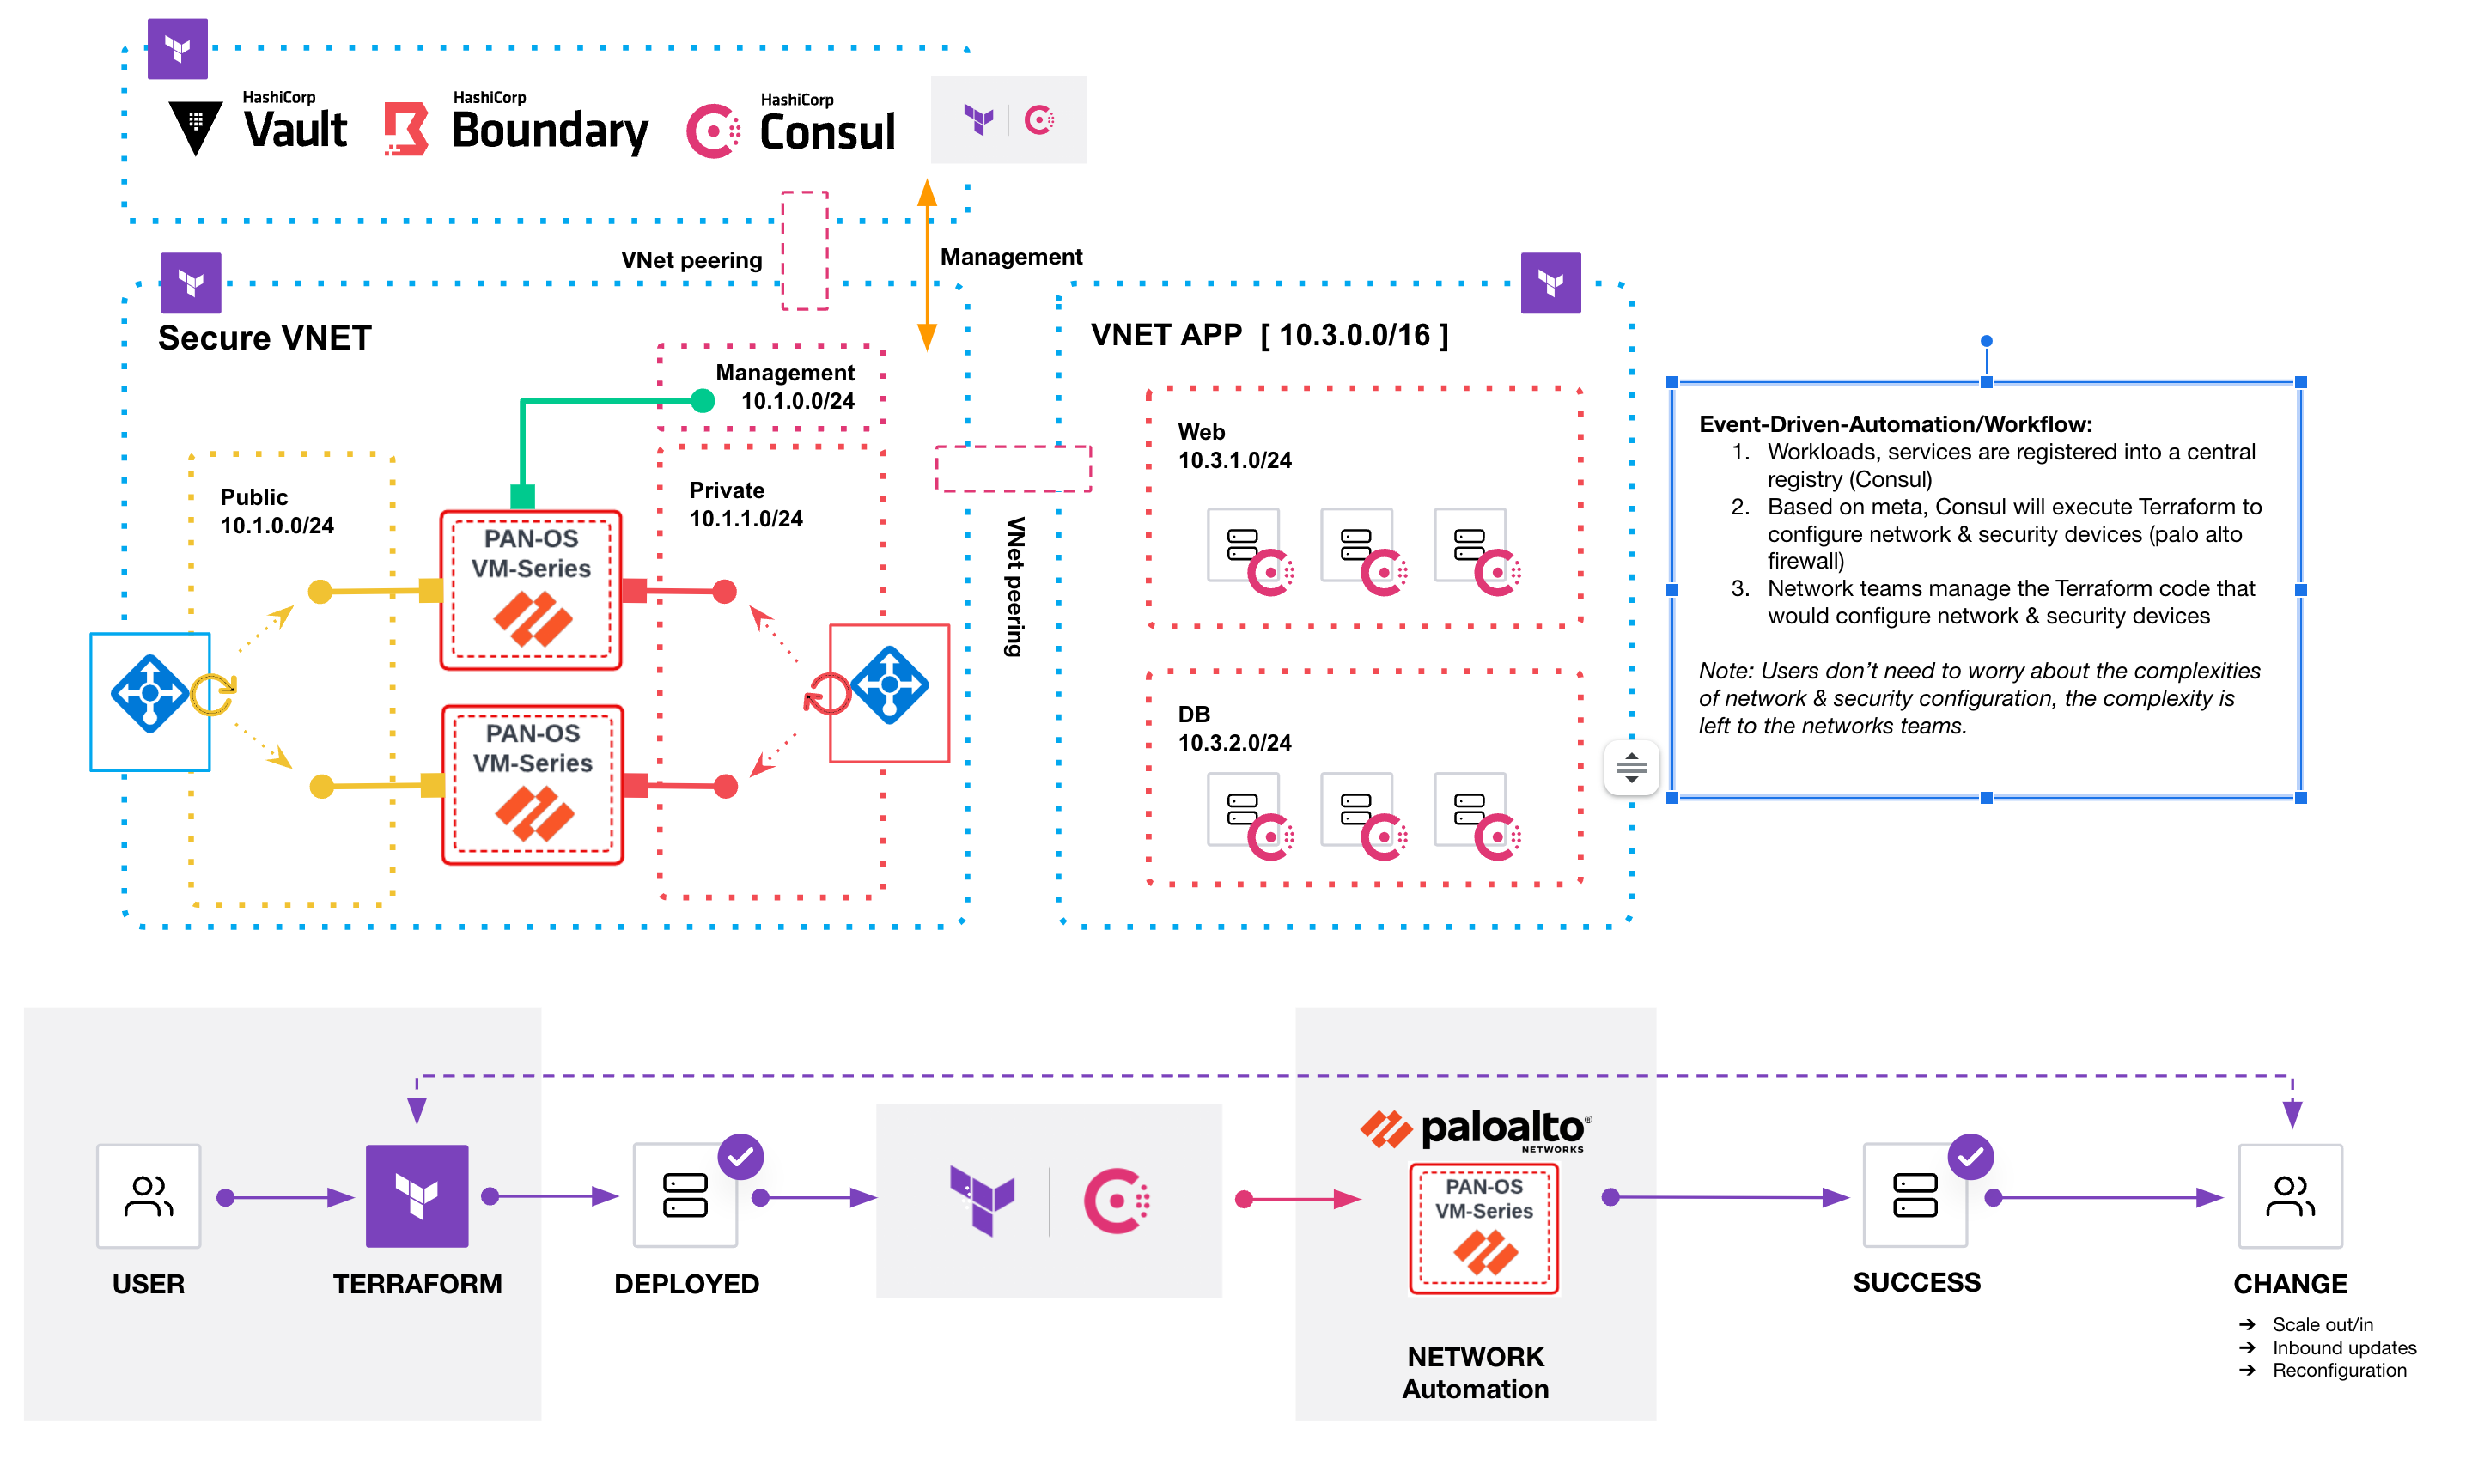 HashiCorp
Vault
HashiCorp
Boundary
HashiCorp
Consul
VNet peering
Management
Secure VNET
Management
10.1.0.0/24
Public
10.1.0.0/24
PAN-OS
VM-Series
Private
10.1.1.0/24
PAN-OS
VM-Series
VNet peering
VNET APP [ 10.3.0.0/16 ]
Web
10.3.1.0/24
DB
10.3.2.0/24
Event-Driven-Automation/Workflow:
1. Workloads, services are registered into a central
registry (Consul)
2. Based on meta, Consul will execute Terraform to
configure network & security devices (palo alto
firewall)
3. Network teams manage the Terraform code that
would configure network & security devices
Note: Users don’t need to worry about the complexities
of network & security configuration, the complexity is
left to the networks teams.
USER
TERRAFORM
DEPLOYED
paloalto®
NETWORKS
PAN-OS
VM-Series
NETWORK
Automation
SUCCESS
CHANGE
➔ Scale out/in
➔ Inbound updates
➔ Reconfiguration